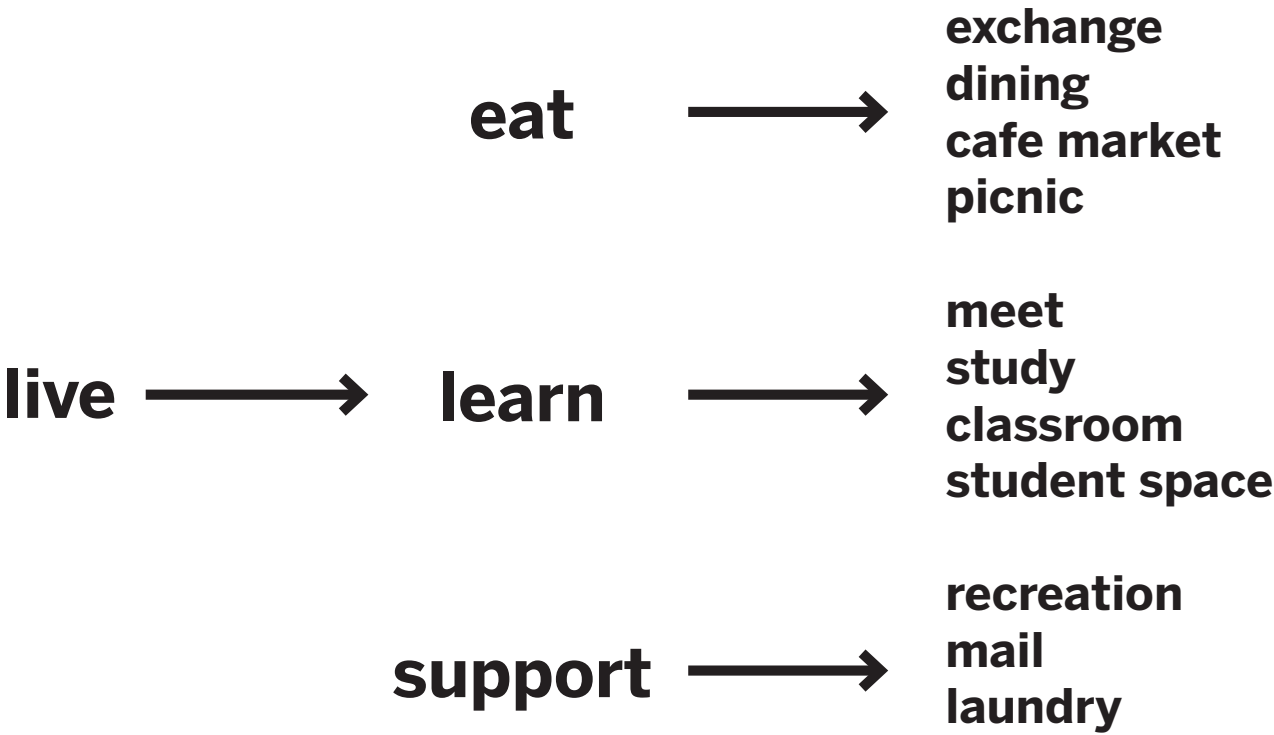 eat
exchange
dining
cafe market
picnic
live
learn
meet
study
classroom
student space
support
recreation
mail
laundry